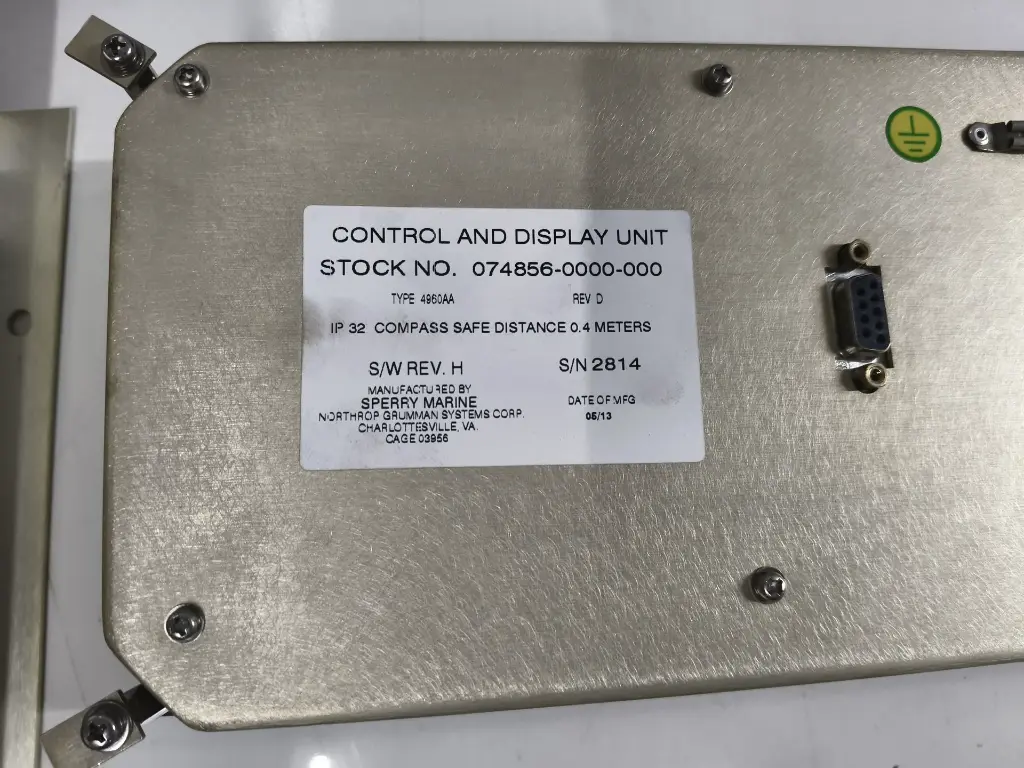 CONTROL AND DISPLAY UNIT
STOCK NO. 074856-0000-000
TYPE 4960AA REV D
IP 32 COMPASS SAFE DISTANCE 0.4 METERS
S/W REV. H S/N 2814
MANUFACTURED BY
SPERRY MARINE DATE OF MFG
NORTHROP GRUMMAN SYSTEMS CORP. 05/13
CHARLOTTESVILLE, VA.
CAGE 03956